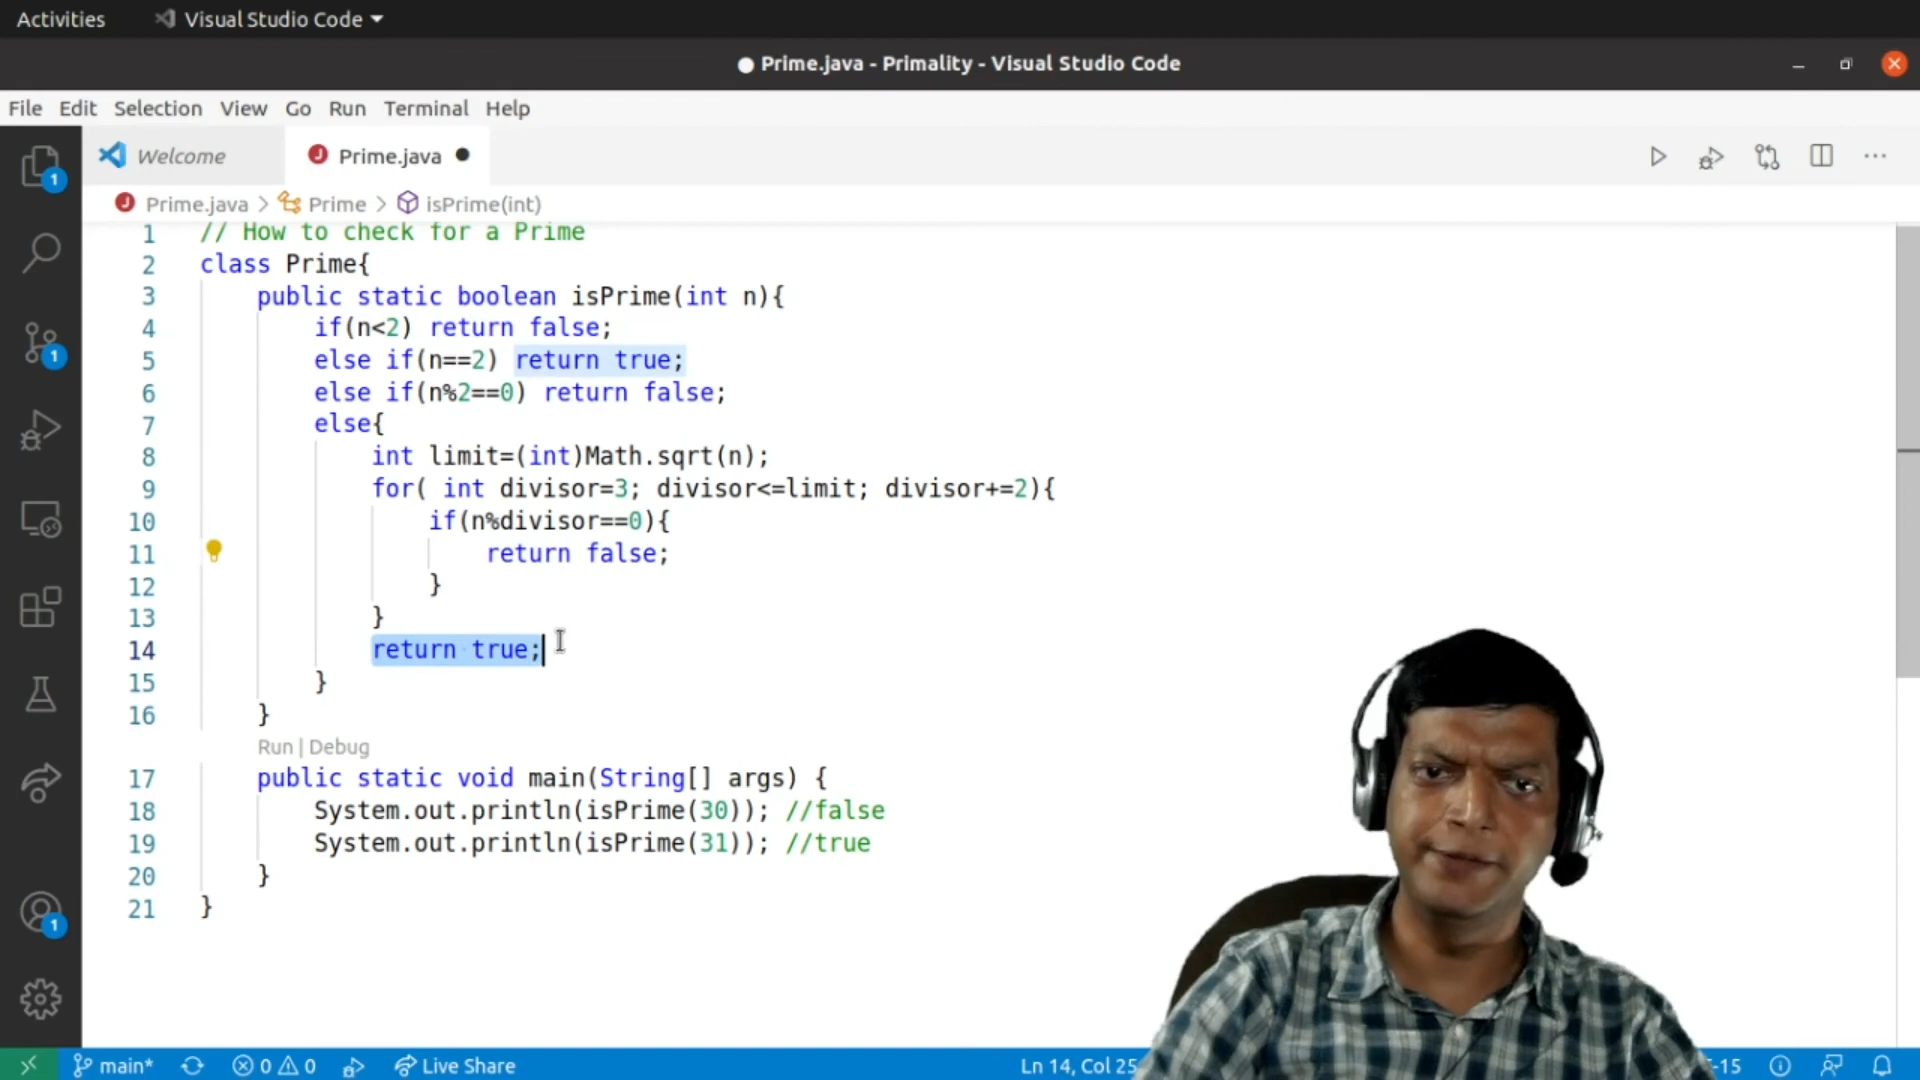 Activities
Visual Studio Code
● Prime.java - Primality - Visual Studio Code
File Edit Selection View Go Run Terminal Help
Welcome
J Prime.java ●
J Prime.java > Prime > isPrime(int)
1 // How to check for a Prime
2 class Prime{
3 public static boolean isPrime(int n){
4 if(n<2) return false;
5 else if(n==2) return true;
6 else if(n%2==0) return false;
7 else{
8 int limit=(int)Math.sqrt(n);
9 for( int divisor=3; divisor<=limit; divisor+=2){
10 if(n%divisor==0){
11 return false;
12 }
13 }
14 return true;
15 }
16 }
Run | Debug
17 public static void main(String[] args) {
18 System.out.println(isPrime(30)); //false
19 System.out.println(isPrime(31)); //true
20 }
21 }
1
1
1
main* 0 0 Live Share Ln 14, Col 25 -15